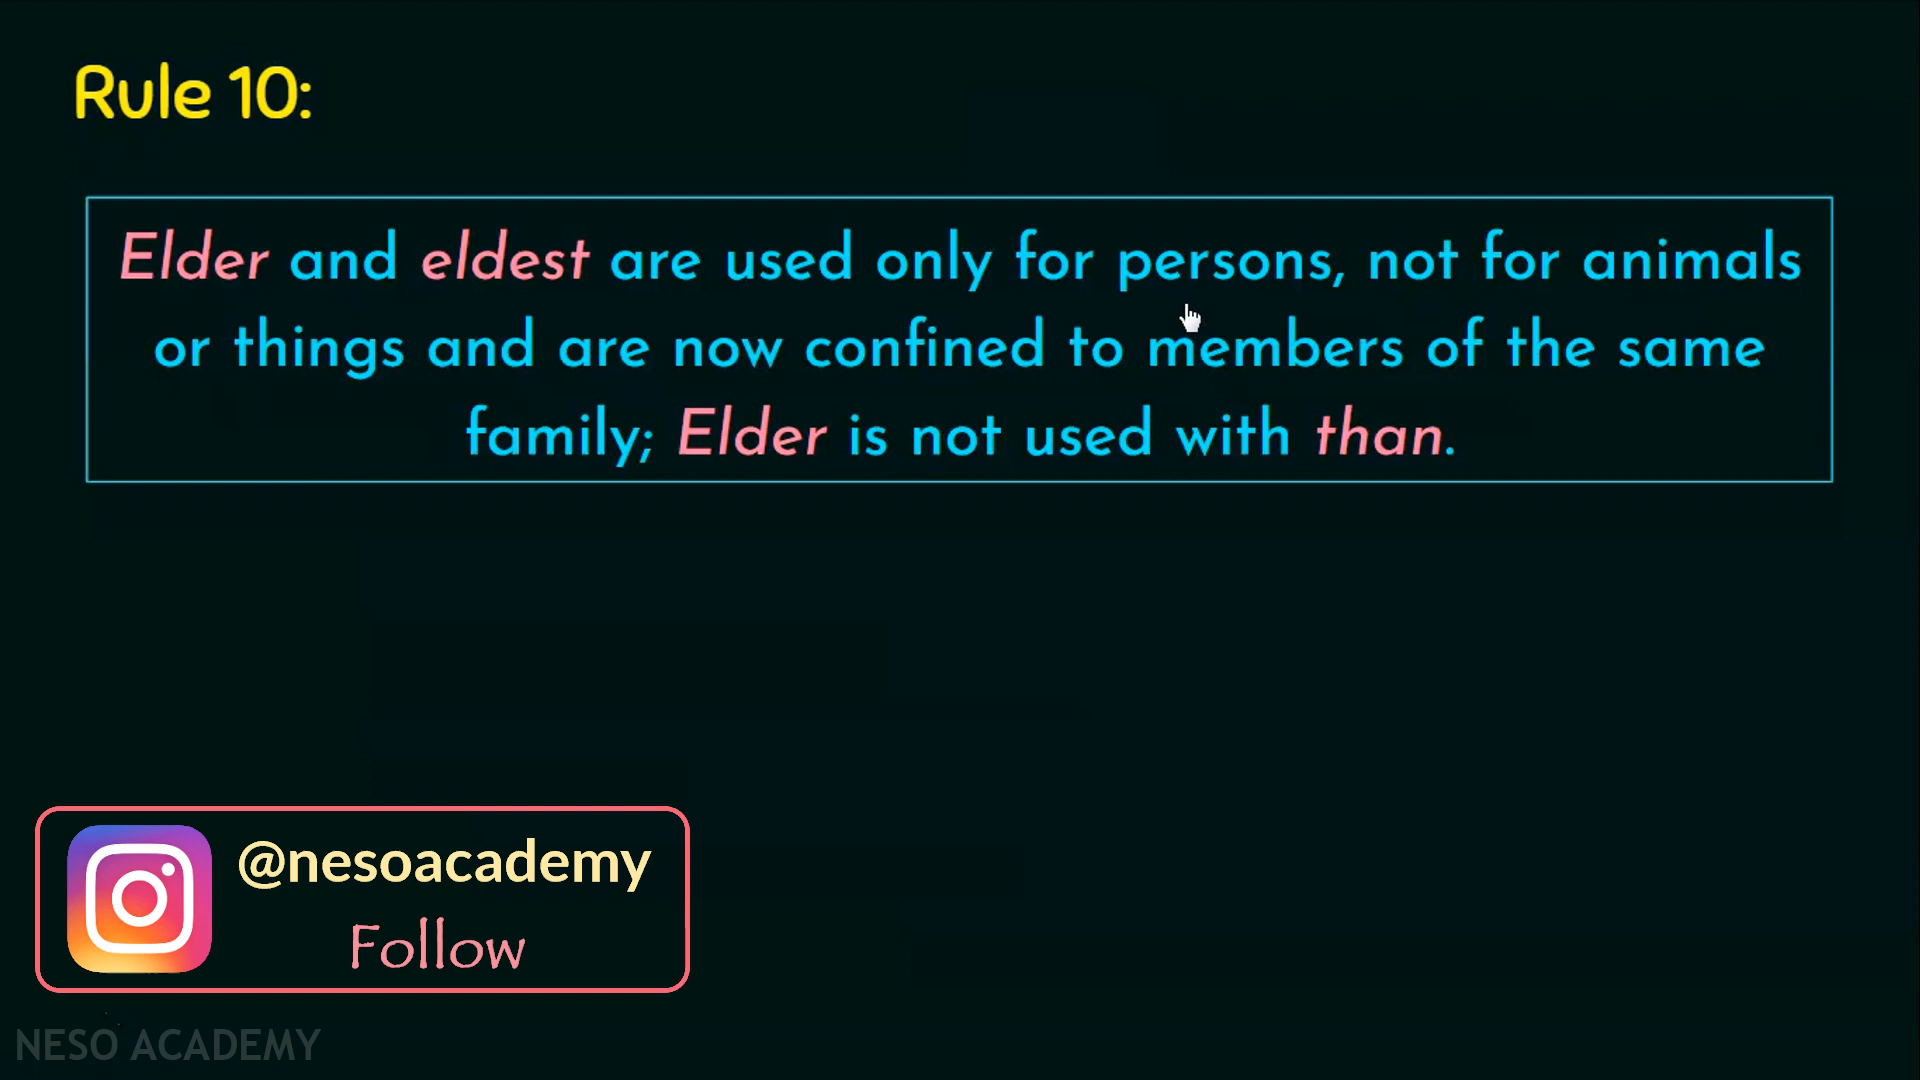 Rule 10:
Elder and eldest are used only for persons, not for animals
or things and are now confined to members of the same
family; Elder is not used with than.
@nesoacademy
Follow
NESO ACADEMY